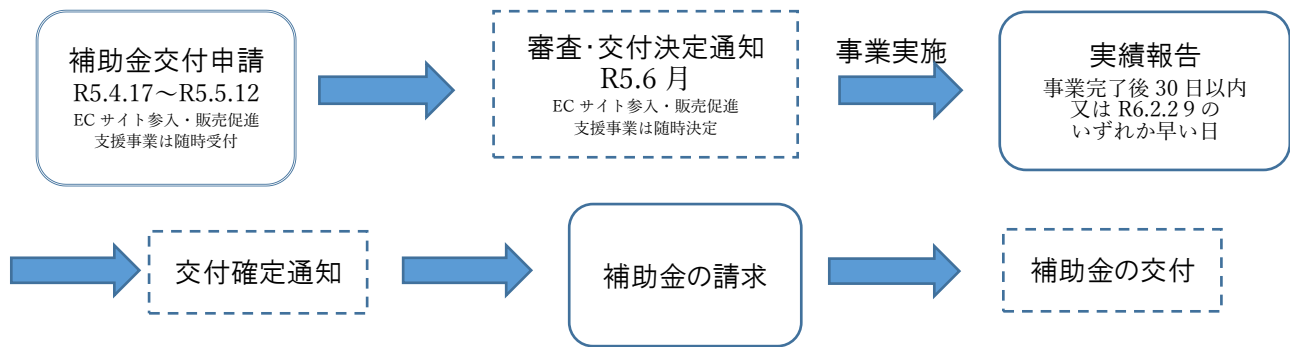 補助金交付申請
R5.4.17～R5.5.12
EC サイト参入・販売促進
支援事業は随時受付
審査・交付決定通知
R5.6 月
EC サイト参入・販売促進
支援事業は随時決定
事業実施
実績報告
事業完了後 30 日以内
又は R6.2.2９の
いずれか早い日
交付確定通知
補助金の請求
補助金の交付